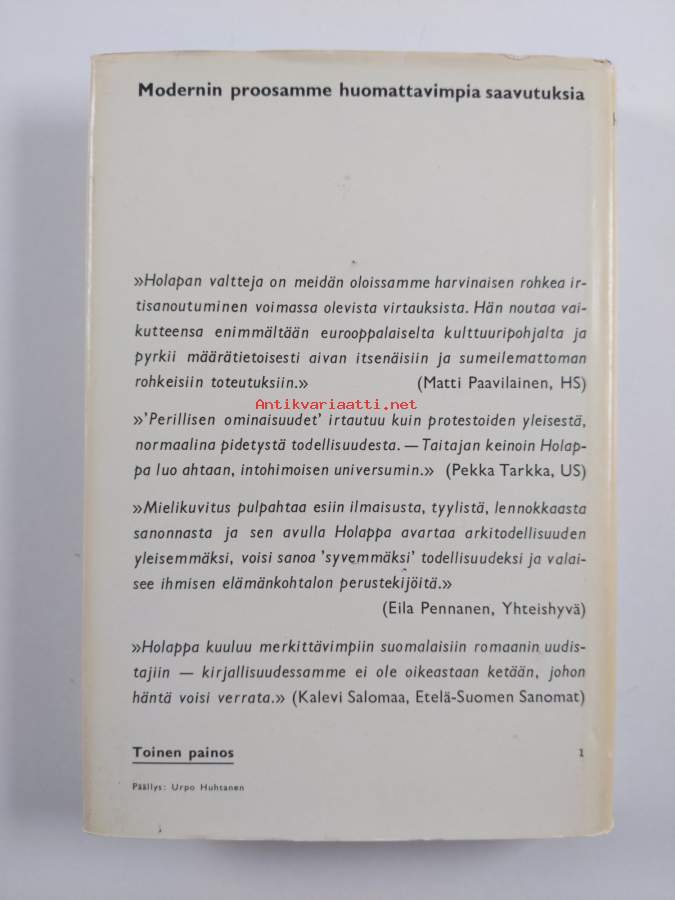 Modernin proosamme huomattavimpia saavutuksia
»Holapan valtteja on meidän oloissamme harvinaisen rohkea ir-
tisanoutuminen voimassa olevista virtauksista. Hän noutaa vai-
kutteensa enimmältään eurooppalaiselta kulttuuripohjalta ja
pyrkii määrätietoisesti aivan itsenäisiin ja sumeilemattoman
rohkeisiin toteutuksiin.» (Matti Paavilainen, HS)
Antikvariaatti.net
»'Perillisen ominaisuudet' irtautuu kuin protestoiden yleisestä,
normaalina pidetystä todellisuudesta. — Taitajan keinoin Holap-
pa luo ahtaan, intohimoisen universumin.» (Pekka Tarkka, US)
»Mielikuvitus pulpahtaa esiin ilmaisusta, tyylistä, lennokkaasta
sanonnasta ja sen avulla Holappa avartaa arkitodellisuuden
yleisemmäksi, voisi sanoa 'syvemmäksi' todellisuudeksi ja valai-
see ihmisen elämänkohtalon perustekijöitä.»
(Eila Pennanen, Yhteishyvä)
»Holappa kuuluu merkittävimpiin suomalaisiin romaanin uudis-
tajiin — kirjallisuudessamme ei ole oikeastaan ketään, johon
häntä voisi verrata.» (Kalevi Salomaa, Etelä-Suomen Sanomat)
Toinen painos 1
Päällys: Urpo Huhtanen